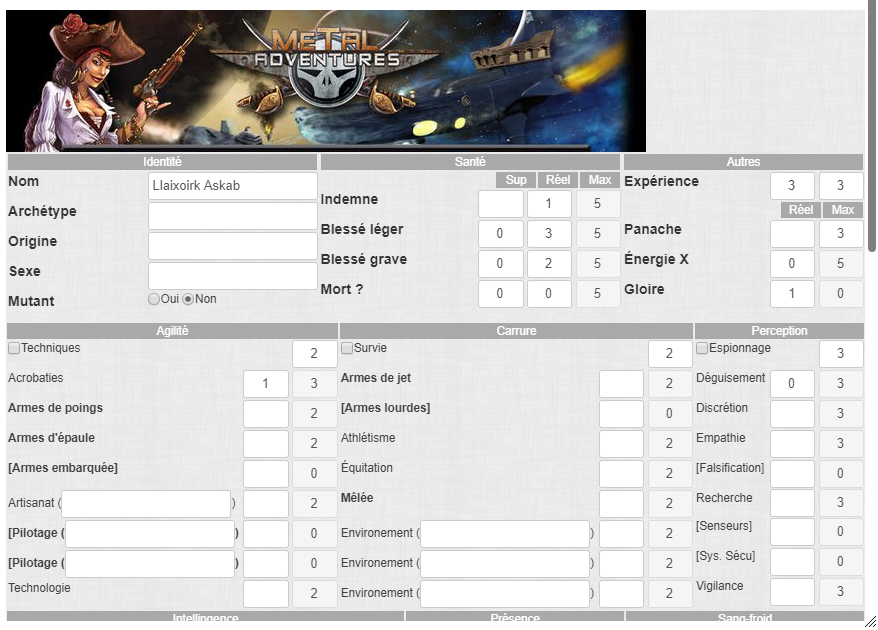 METAL
ADVENTURES
Identité Santé Autres
Nom Llaixoirk Askab
Archétype
Origine
Sexe
Mutant Oui Non
Sup Réel Max
Indemne 1 5
Blessé léger 0 3 5
Blessé grave 0 2 5
Mort ? 0 0 5
Expérience 3 3
Réel Max
Panache 3
Énergie X 0 5
Gloire 1 0
Agilité Carrure Perception
Techniques 2
Acrobaties 1 3
Armes de poings 2
Armes d'épaule 2
[Armes embarquée] 0
Artisanat ( ) 2
[Pilotage ( ) 0
[Pilotage ( ) 0
Technologie 2
Survie 2
Armes de jet 2
[Armes lourdes] 0
Athlétisme 2
Équitation 2
Mêlée 2
Environement ( ) 2
Environement ( ) 2
Environement ( ) 2
Espionnage 3
Déguisement 0 3
Discrétion 3
Empathie 3
[Falsification] 0
Recherche 3
[Senseurs] 0
[Sys. Sécu] 0
Vigilance 3
Intellingence Présence Sang-froid